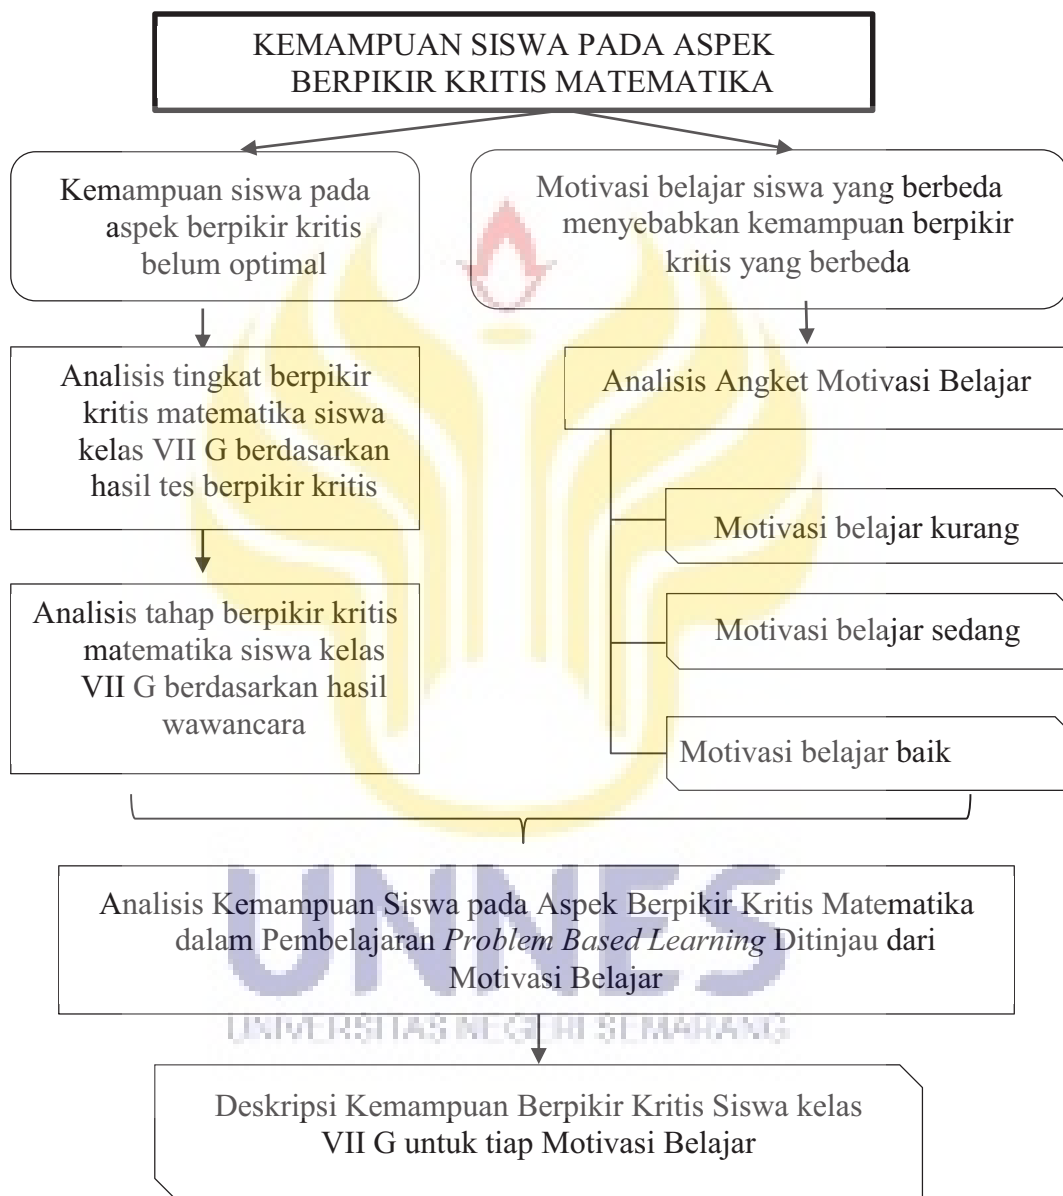 KEMAMPUAN SISWA PADA ASPEK
BERPIKIR KRITIS MATEMATIKA
Kemampuan siswa pada
aspek berpikir kritis
belum optimal
Motivasi belajar siswa yang berbeda
menyebabkan kemampuan berpikir
kritis yang berbeda
Analisis tingkat berpikir
kritis matematika siswa
kelas VII G berdasarkan
hasil tes berpikir kritis
Analisis Angket Motivasi Belajar
Motivasi belajar kurang
Analisis tahap berpikir kritis
matematika siswa kelas
VII G berdasarkan hasil
wawancara
Motivasi belajar sedang
Motivasi belajar baik
Analisis Kemampuan Siswa pada Aspek Berpikir Kritis Matematika
dalam Pembelajaran Problem Based Learning Ditinjau dari
Motivasi Belajar
UNNES
UNIVERSITAS NEGERI SEMARANG
Deskripsi Kemampuan Berpikir Kritis Siswa kelas
VII G untuk tiap Motivasi Belajar